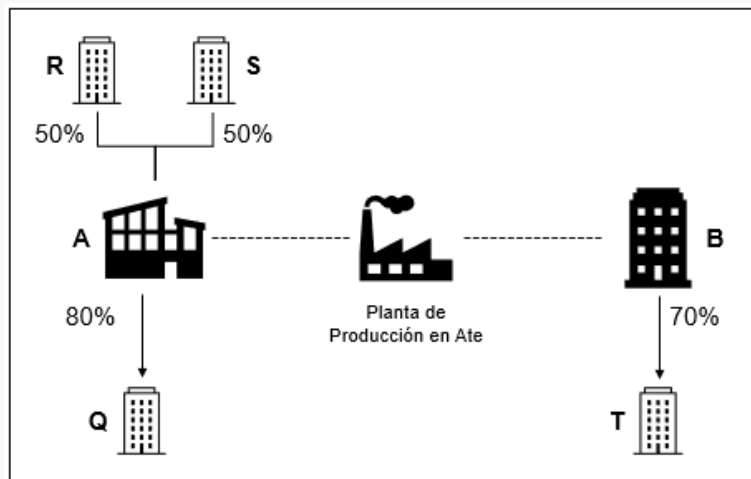 R
S
50%
50%
A
B
Planta de
Producción en Ate
80%
70%
Q
T